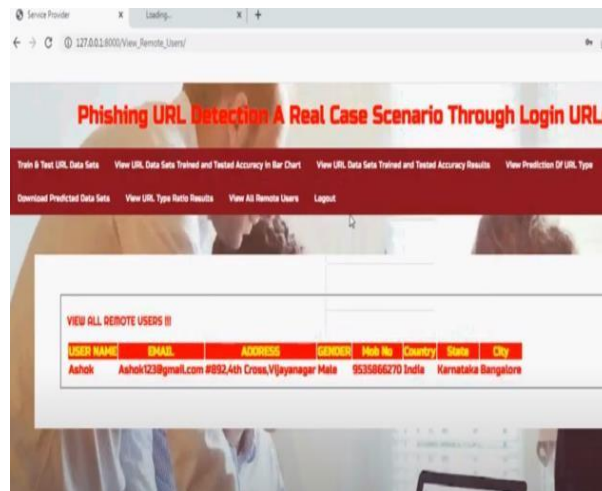 Service Provider
Loading...
127.0.0.1:8000/View_Remote_Users/
Phishing URL Detection A Real Case Scenario Through Login URL
Train & Test URL Data Sets View URL Data Sets Trained and Tested Accuracy in Bar Chart View URL Data Sets Trained and Tested Accuracy Results View Prediction Of URL Type
Download Predicted Data Sets View URL Type Ratio Results View All Remote Users Logout
VIEW ALL REMOTE USERS !!!
USER NAME EMAIL ADDRESS GENDER Mob No Country State City
Ashok Ashok123@gmail.com #892,4th Cross,Vijayanagar Male 9535866270 India Karnataka Bangalore